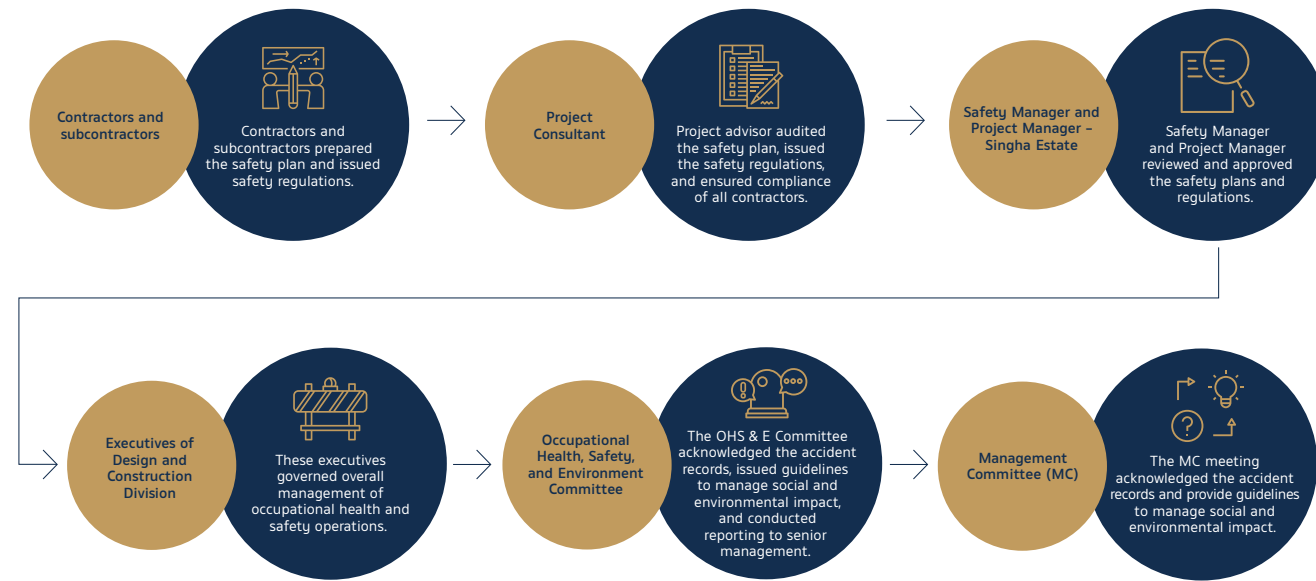 Contractors and
subcontractors
Contractors and
subcontractors prepared
the safety plan and issued
safety regulations.
Project
Consultant
Project advisor audited
the safety plan, issued
the safety regulations,
and ensured compliance
of all contractors.
Safety Manager and
Project Manager –
Singha Estate
Safety Manager
and Project Manager
reviewed and approved
the safety plans and
regulations.
Executives of
Design and
Construction
Division
These executives
governed overall
management of
occupational health and
safety operations.
Occupational
Health, Safety,
and Environment
Committee
The OHS & E Committee
acknowledged the accident
records, issued guidelines
to manage social and
environmental impact,
and conducted
reporting to senior
management.
Management
Committee (MC)
The MC meeting
acknowledged the accident
records and provide guidelines
to manage social and
environmental impact.